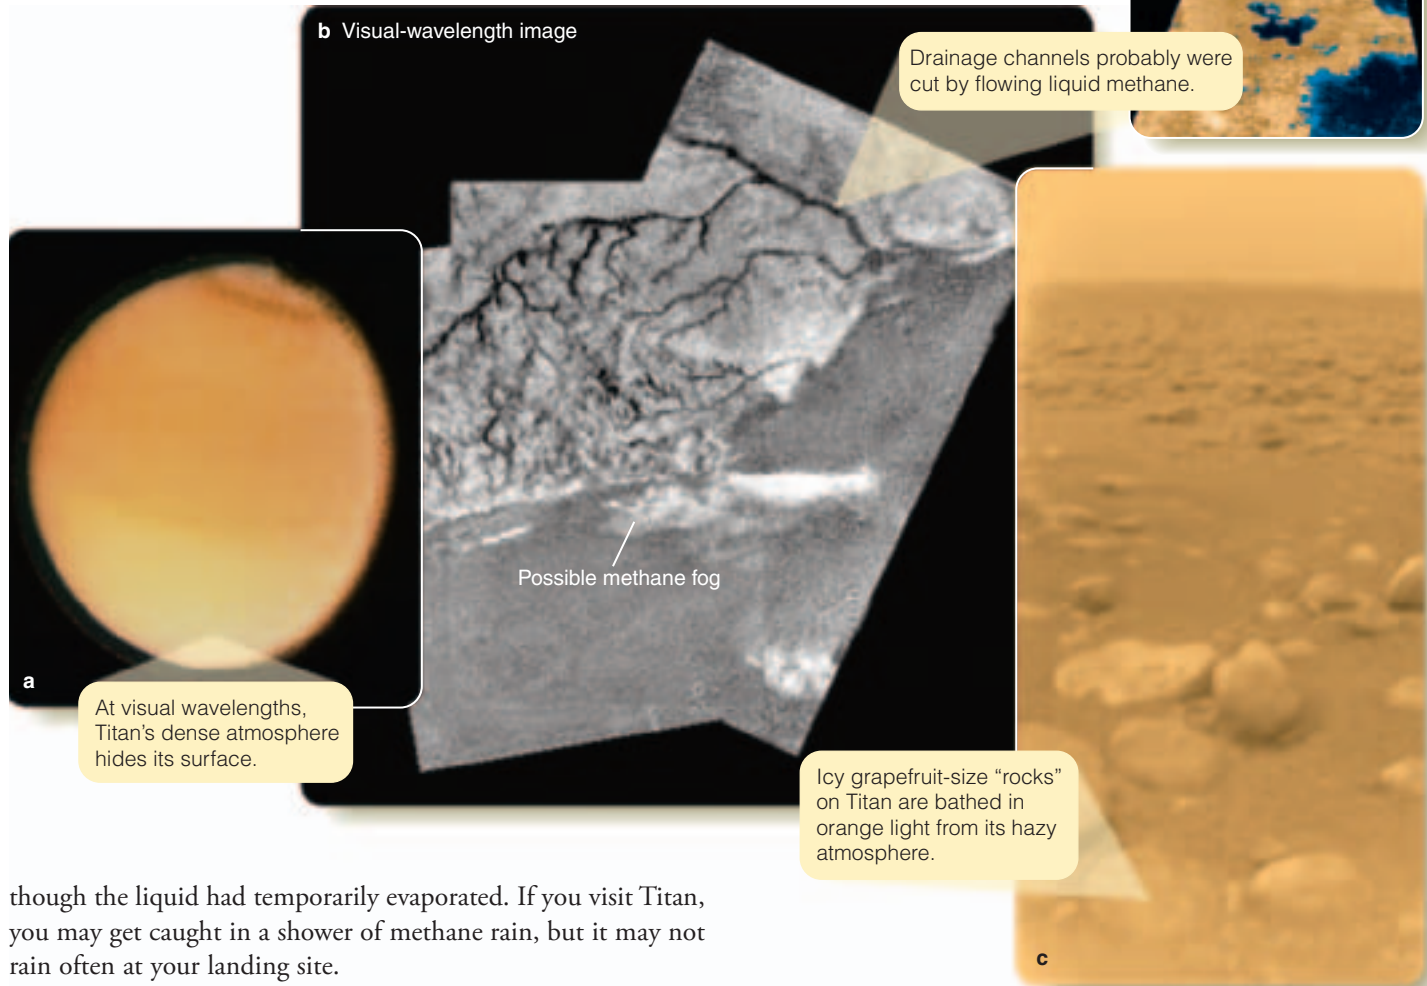 b Visual-wavelength image
Drainage channels probably were
cut by flowing liquid methane.
Possible methane fog
a
At visual wavelengths,
Titan’s dense atmosphere
hides its surface.
Icy grapefruit-size “rocks”
on Titan are bathed in
orange light from its hazy
atmosphere.
c
though the liquid had temporarily evaporated. If you visit Titan,
you may get caught in a shower of methane rain, but it may not
rain often at your landing site.